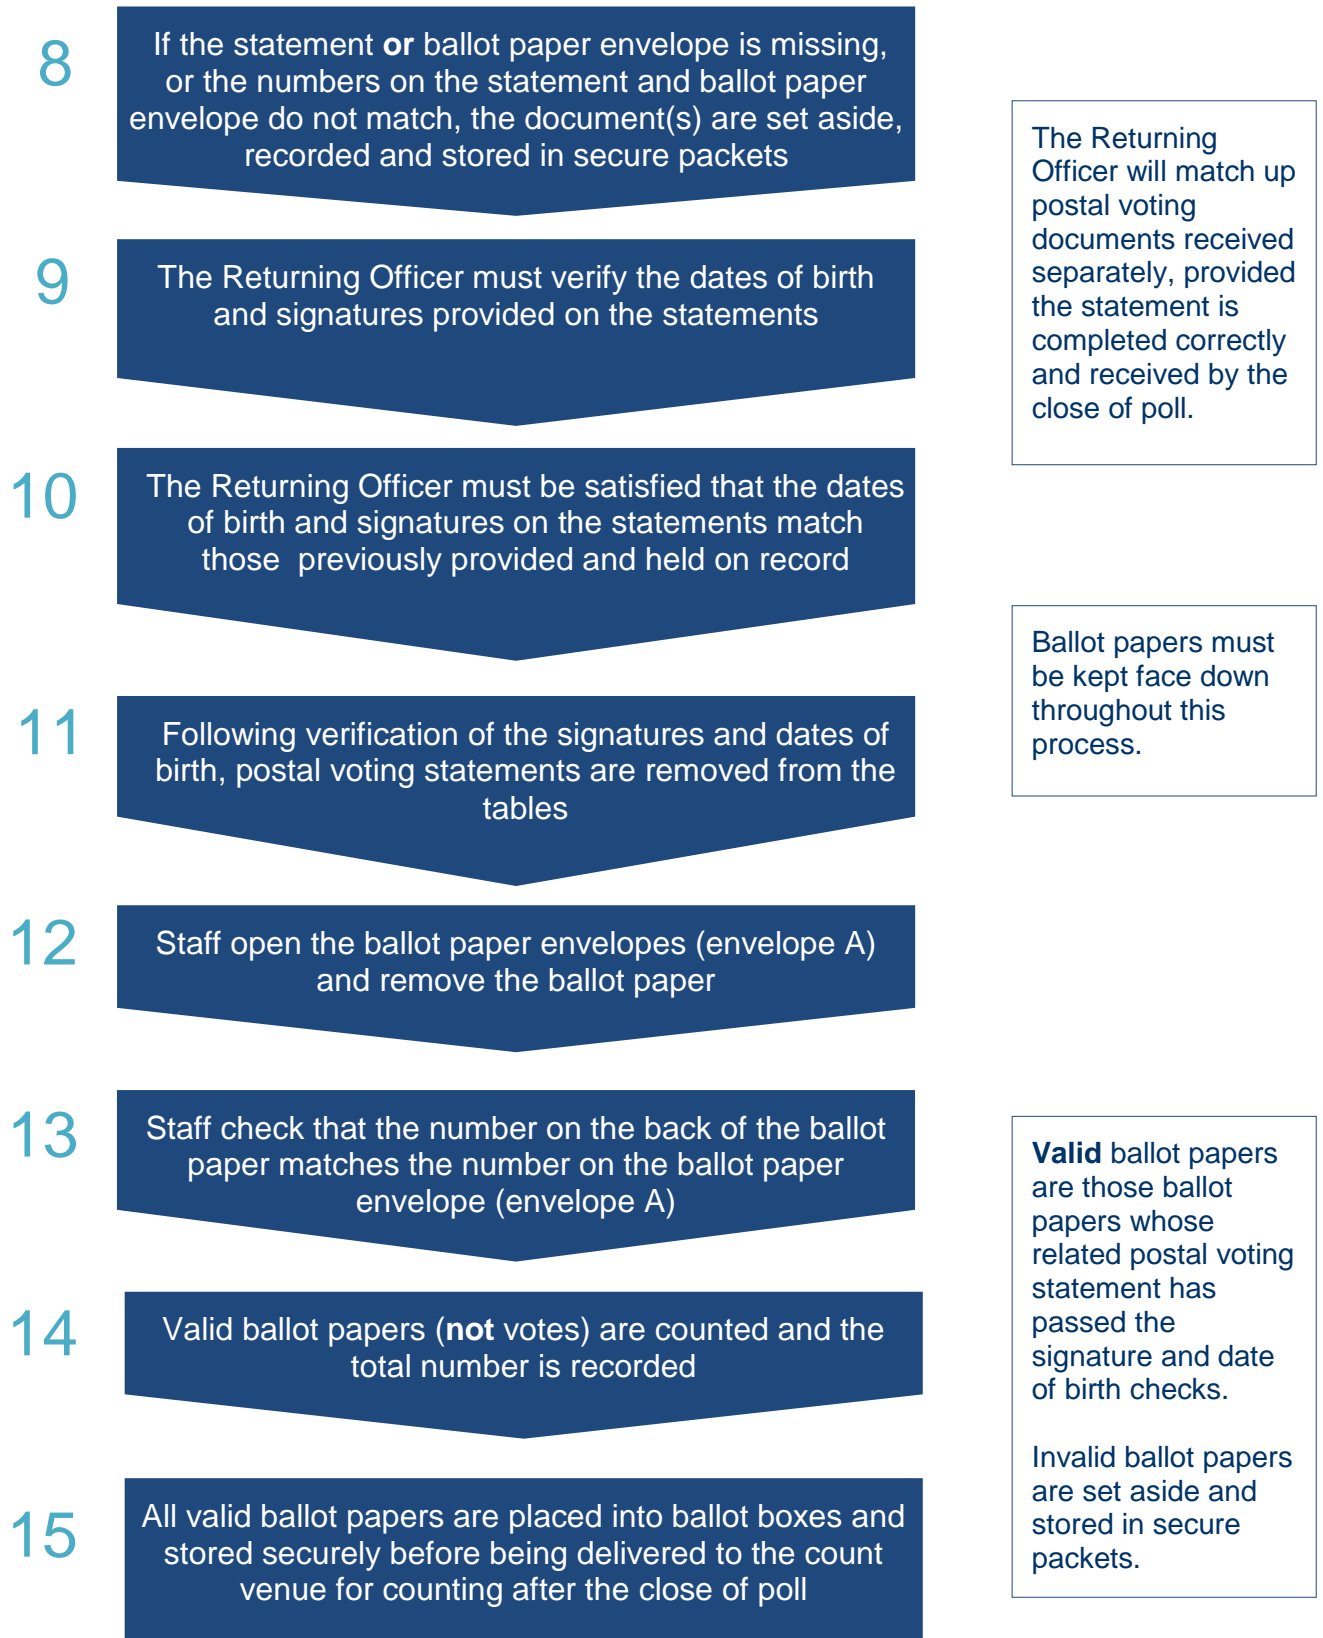 8
If the statement or ballot paper envelope is missing,
or the numbers on the statement and ballot paper
envelope do not match, the document(s) are set aside,
recorded and stored in secure packets
The Returning
Officer will match up
postal voting
documents received
separately, provided
the statement is
completed correctly
and received by the
close of poll.
9
The Returning Officer must verify the dates of birth
and signatures provided on the statements
10
The Returning Officer must be satisfied that the dates
of birth and signatures on the statements match
those  previously provided and held on record
Ballot papers must
be kept face down
throughout this
process.
11
Following verification of the signatures and dates of
birth, postal voting statements are removed from the
tables
12
Staff open the ballot paper envelopes (envelope A)
and remove the ballot paper
13
Staff check that the number on the back of the ballot
paper matches the number on the ballot paper
envelope (envelope A)
Valid ballot papers
are those ballot
papers whose
related postal voting
statement has
passed the
signature and date
of birth checks.
Invalid ballot papers
are set aside and
stored in secure
packets.
14
Valid ballot papers (not votes) are counted and the
total number is recorded
15
All valid ballot papers are placed into ballot boxes and
stored securely before being delivered to the count
venue for counting after the close of poll